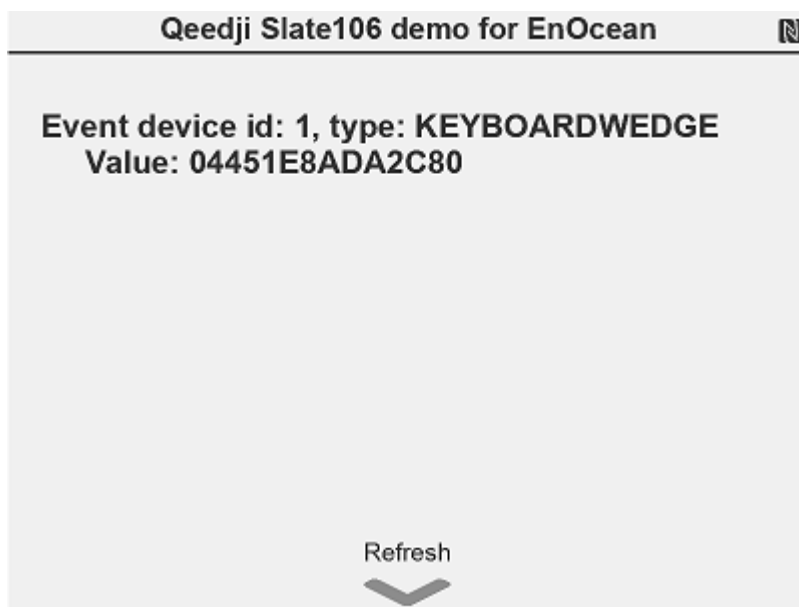 Qeedji Slate106 demo for EnOcean
Event device id: 1, type: KEYBOARDWEDGE
Value: 04451E8ADA2C80
Refresh